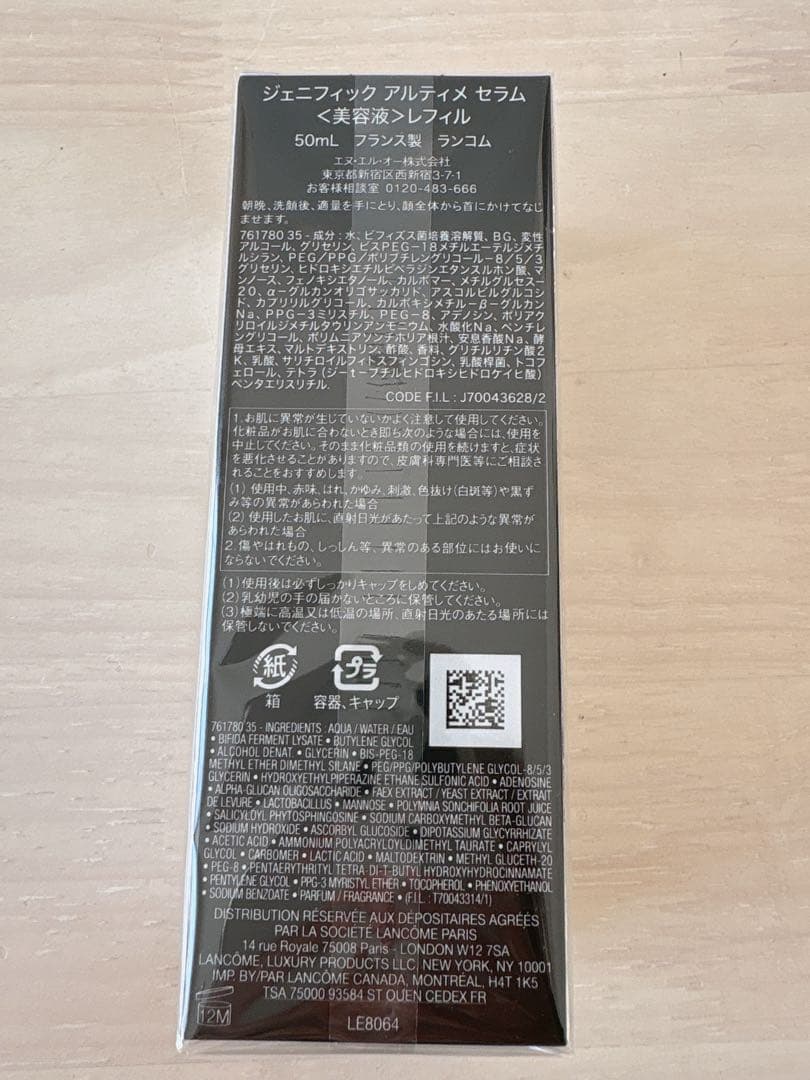 ジェニフィック アルティメ セラム
＜美容液＞レフィル
50mL フランス製 ランコム
エヌ・エル・オー株式会社
東京都新宿区西新宿3-7-1
お客様相談室 0120-483-666
朝晩、洗顔後、適量を手にとり、顔全体から首にかけてなじ
ませます。
761780 35 - 成分 : 水、ビフィズス菌培養溶解質、BG、変性
アルコール、グリセリン、ビスPEG-18メチルエーテルジメチ
ルシラン、PEG/PPG/ポリブチレングリコール-8/5/3
グリセリン、ヒドロキシエチルピペラジンエタンスルホン酸、マ
ンノース、フェノキシエタノール、カルボマー、メチルグルセス-
20、α-グルカンオリゴサッカリド、アスコルビルグルコシ
ド、カプリリルグリコール、カルボキシメチル-β-グルカン
Na、PPG-3ミリスチル、PEG-8、アデノシン、ポリアク
リロイルジメチルタウリンアンモニウム、水酸化Na、ペンチレ
ングリコール、ポリムニアソンチホリア根汁、安息香酸Na、酵
母エキス、マルトデキストリン、酢酸、香料、グリチルリチン酸2
K、乳酸、サリチロイルフィトスフィンゴシン、乳酸桿菌、トコフ
ェロール、テトラ（ジ-t-ブチルヒドロキシヒドロケイヒ酸）
ペンタエリスリチル.
CODE F.I.L : J70043628/2
1.お肌に異常が生じていないかよく注意して使用してください。
化粧品がお肌に合わないとき即ち次のような場合には、使用を
中止してください。そのまま化粧品類の使用を続けますと、症状
を悪化させることがありますので、皮膚科専門医等にご相談さ
れることをおすすめします。
（1）使用中、赤味、はれ、かゆみ、刺激、色抜け（白斑等）や黒ず
み等の異常があらわれた場合
（2）使用したお肌に、直射日光があたって上記のような異常が
あらわれた場合
2.傷やはれもの、しっしん等、異常のある部位にはお使いに
ならないでください。
（1）使用後は必ずしっかりキャップをしめてください。
（2）乳幼児の手の届かないところに保管してください。
（3）極端に高温又は低温の場所、直射日光のあたる場所には
保管しないでください。
紙 プラ
箱 容器、キャップ
761780 35 - INGREDIENTS : AQUA / WATER / EAU
• BIFIDA FERMENT LYSATE • BUTYLENE GLYCOL
• ALCOHOL DENAT. • GLYCERIN • BIS-PEG-18
METHYL ETHER DIMETHYL SILANE • PEG/PPG/POLYBUTYLENE GLYCOL-8/5/3
GLYCERIN • HYDROXYETHYLPIPERAZINE ETHANE SULFONIC ACID • ADENOSINE
• ALPHA-GLUCAN OLIGOSACCHARIDE • FAEX EXTRACT / YEAST EXTRACT / EXTRAIT
DE LEVURE • LACTOBACILLUS • MANNOSE • POLYMNIA SONCHIFOLIA ROOT JUICE
• SALICYLOYL PHYTOSPHINGOSINE • SODIUM CARBOXYMETHYL BETA-GLUCAN
• SODIUM HYDROXIDE • ASCORBYL GLUCOSIDE • DIPOTASSIUM GLYCYRRHIZATE
• ACETIC ACID • AMMONIUM POLYACRYLOYLDIMETHYL TAURATE • CAPRYLYL
GLYCOL • CARBOMER • LACTIC ACID • MALTODEXTRIN • METHYL GLUCETH-20
• PEG-8 • PENTAERYTHRITYL TETRA DI-T-BUTYL HYDROXYHYDROCINNAMATE
• PENTYLENE GLYCOL • PPG-3 MYRISTYL ETHER • TOCOPHEROL • PHENOXYETHANOL
• SODIUM BENZOATE • PARFUM / FRAGRANCE • (F.I.L : T70043314/1)
DISTRIBUTION RÉSERVÉE AUX DÉPOSITAIRES AGRÉÉS
PAR LA SOCIÉTÉ LANCÔME PARIS
14 rue Royale 75008 Paris - LONDON W12 7SA
LANCÔME, LUXURY PRODUCTS LLC, NEW YORK, NY 10001
IMP. BY/PAR LANCÔME CANADA, MONTRÉAL, H4T 1K5
TSA 75000 93584 ST OUEN CEDEX.FR
12M
LE8064